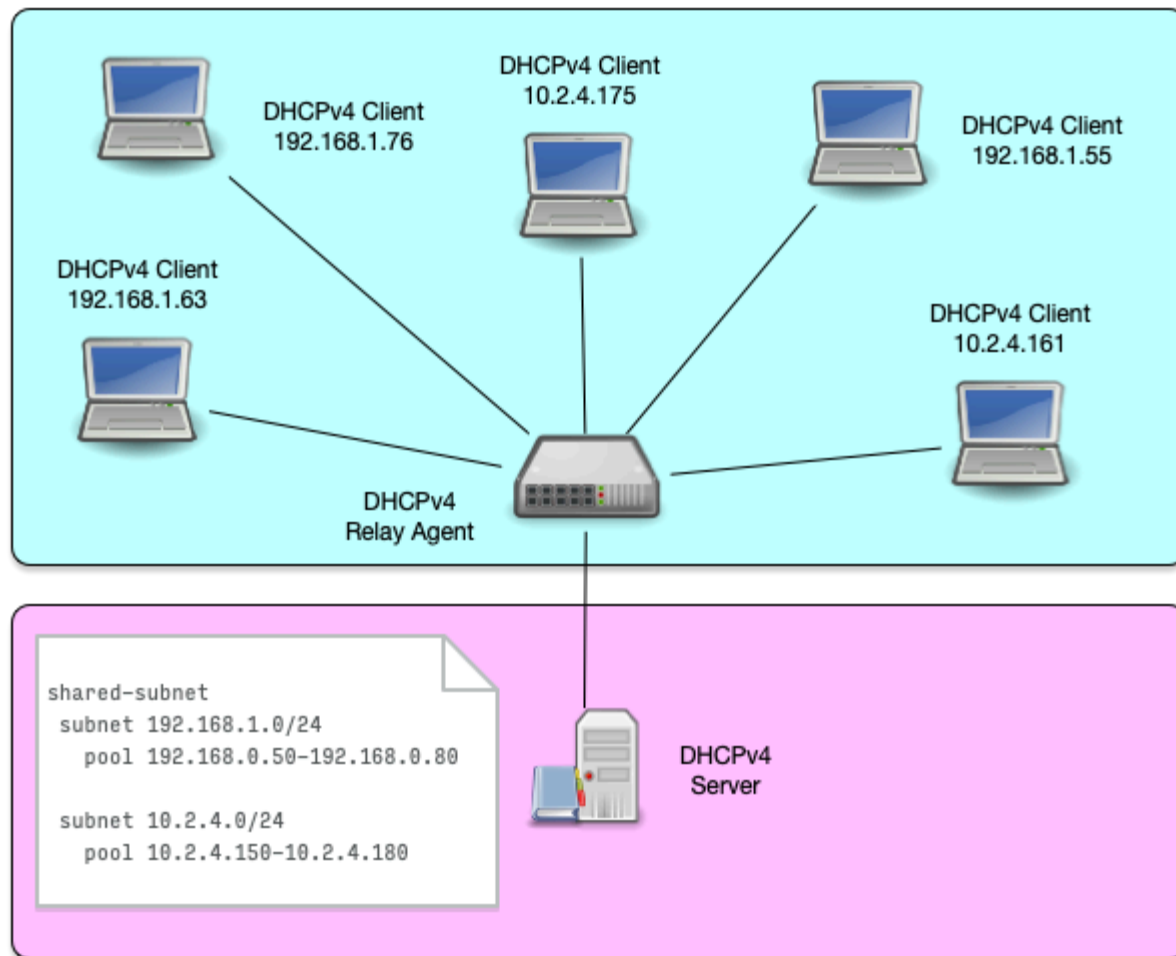 DHCPv4 Client
192.168.1.76
DHCPv4 Client
10.2.4.175
DHCPv4 Client
192.168.1.55
DHCPv4 Client
192.168.1.63
DHCPv4 Client
10.2.4.161
DHCPv4
Relay Agent
shared-subnet
subnet 192.168.1.0/24
pool 192.168.0.50-192.168.0.80
subnet 10.2.4.0/24
pool 10.2.4.150-10.2.4.180
DHCPv4
Server